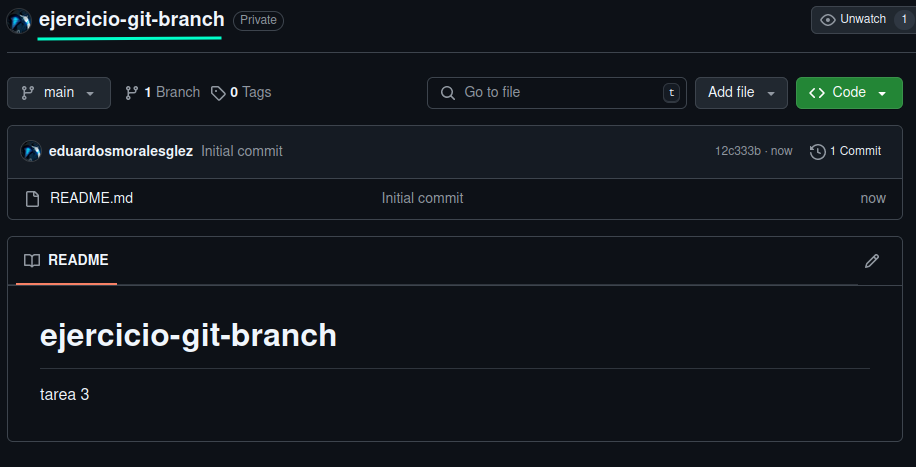 ejercicio-git-branch Private Unwatch 1
main 1 Branch 0 Tags Go to file t Add file Code
eduardosmoralesglez Initial commit 12c333b · now 1 Commit
README.md Initial commit now
README
ejercicio-git-branch
tarea 3